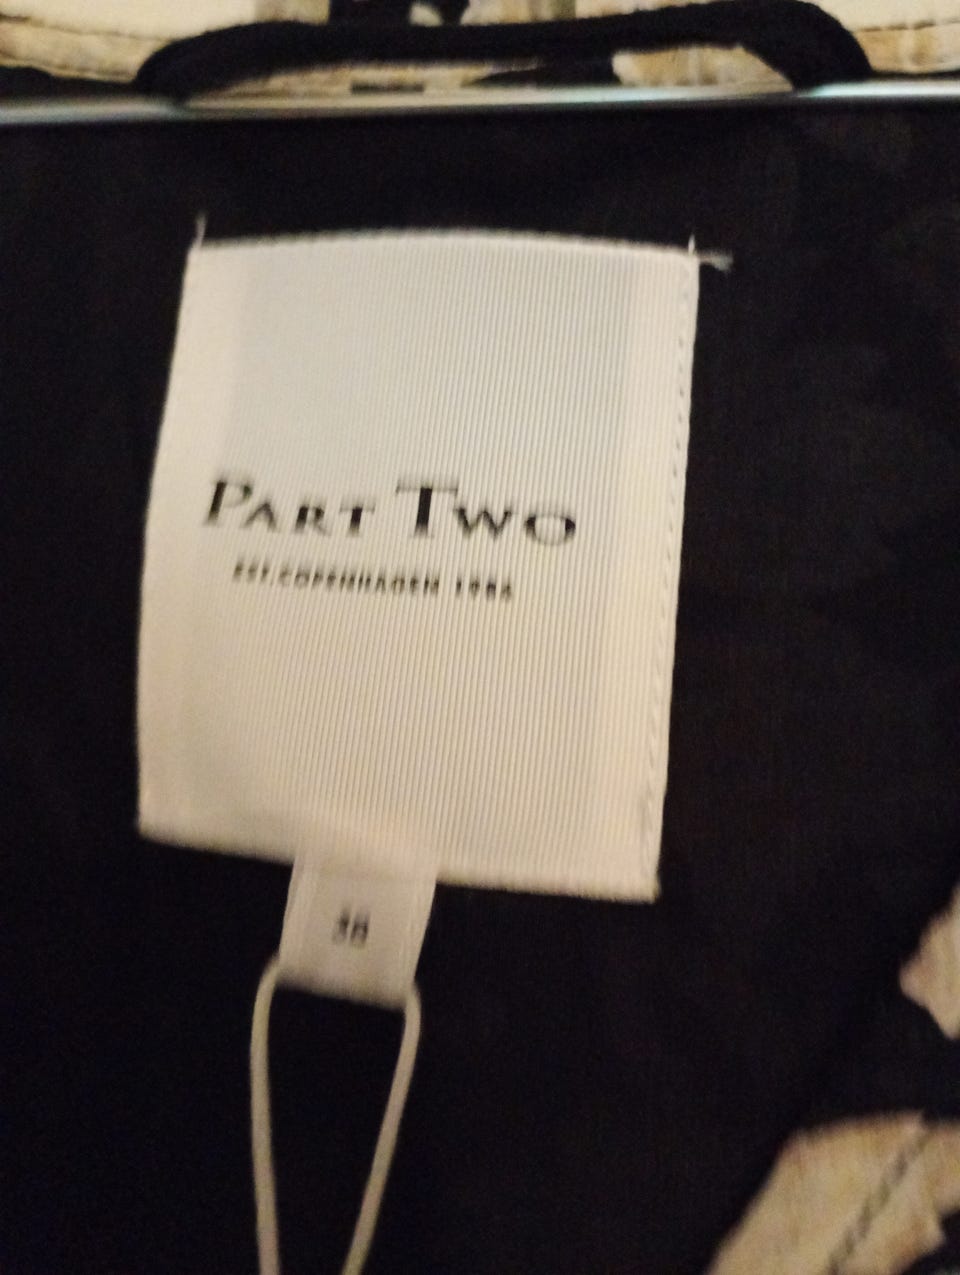 PART TWO
EST. COPENHAGEN 1986